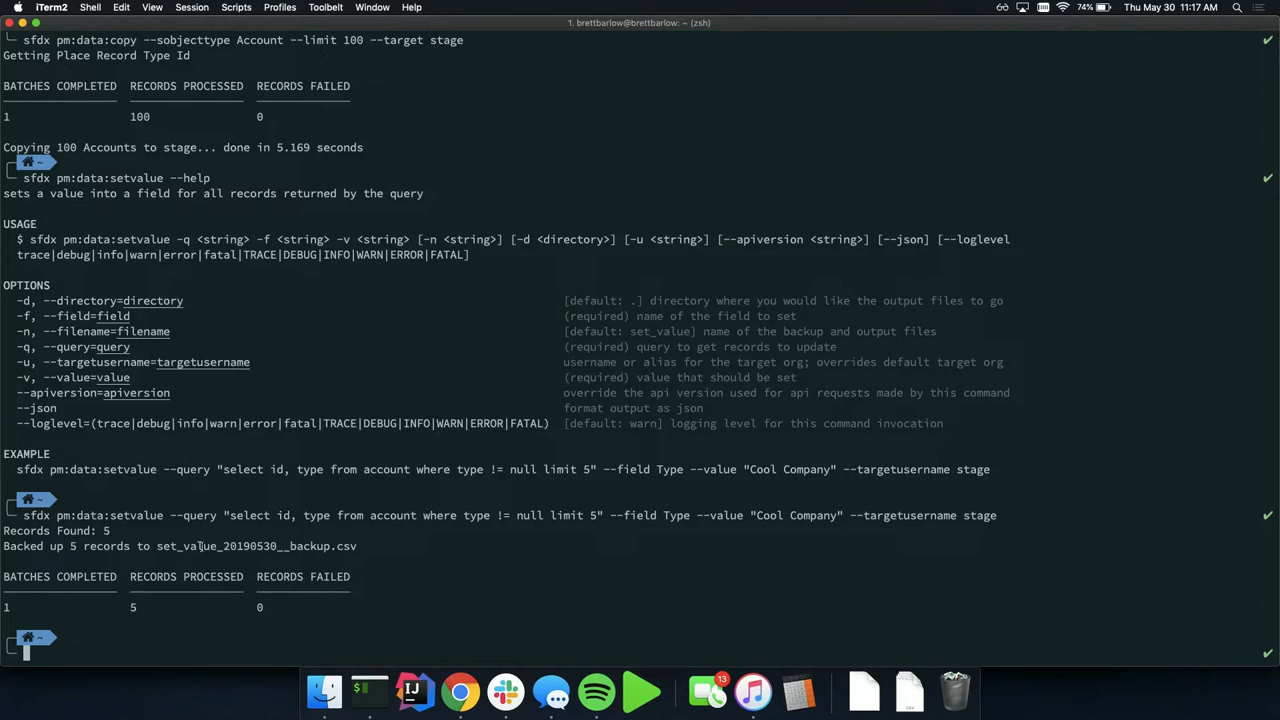 iTerm2 Shell Edit View Session Scripts Profiles Toolbelt Window Help 74% Thu May 30 11:17 AM
1. brettbarlow@brettbarlow: ~ (zsh)
sfdx pm:data:copy --sobjecttype Account --limit 100 --target stage
Getting Place Record Type Id
BATCHES COMPLETED RECORDS PROCESSED RECORDS FAILED
1 100 0
Copying 100 Accounts to stage... done in 5.169 seconds
~
sfdx pm:data:setvalue --help
sets a value into a field for all records returned by the query
USAGE
$ sfdx pm:data:setvalue -q <string> -f <string> -v <string> [-n <string>] [-d <directory>] [-u <string>] [--apiversion <string>] [--json] [--loglevel
trace|debug|info|warn|error|fatal|TRACE|DEBUG|INFO|WARN|ERROR|FATAL]
OPTIONS
-d, --directory=directory [default: .] directory where you would like the output files to go
-f, --field=field (required) name of the field to set
-n, --filename=filename [default: set_value] name of the backup and output files
-q, --query=query (required) query to get records to update
-u, --targetusername=targetusername username or alias for the target org; overrides default target org
-v, --value=value (required) value that should be set
--apiversion=apiversion override the api version used for api requests made by this command
--json format output as json
--loglevel=(trace|debug|info|warn|error|fatal|TRACE|DEBUG|INFO|WARN|ERROR|FATAL) [default: warn] logging level for this command invocation
EXAMPLE
sfdx pm:data:setvalue --query "select id, type from account where type != null limit 5" --field Type --value "Cool Company" --targetusername stage
~
sfdx pm:data:setvalue --query "select id, type from account where type != null limit 5" --field Type --value "Cool Company" --targetusername stage
Records Found: 5
Backed up 5 records to set_value_20190530__backup.csv
BATCHES COMPLETED RECORDS PROCESSED RECORDS FAILED
1 5 0
~
$
IJ
13
CSV